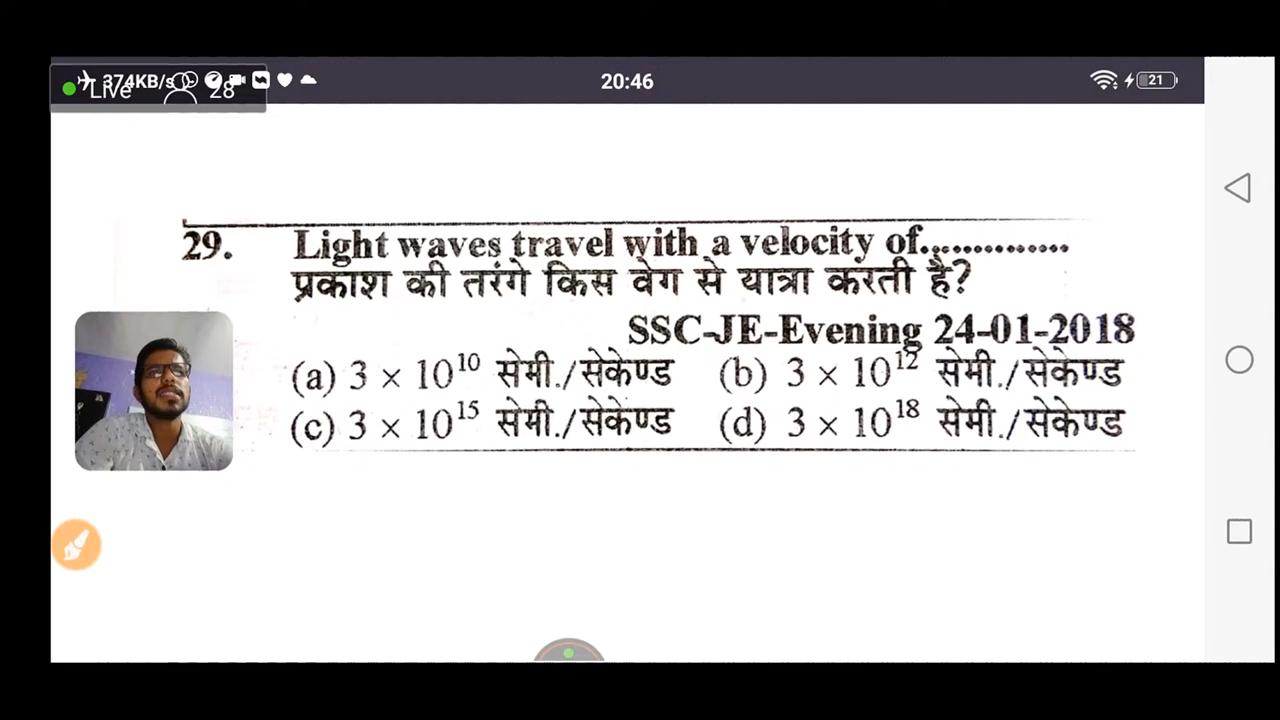 374KB/s 20:46 21
Live 28
29. Light waves travel with a velocity of..............
प्रकाश की तरंगे किस वेग से यात्रा करती है?
SSC-JE-Evening 24-01-2018
(a) 3 × 10¹⁰ सेमी./सेकेण्ड (b) 3 × 10¹² सेमी./सेकेण्ड
(c) 3 × 10¹⁵ सेमी./सेकेण्ड (d) 3 × 10¹⁸ सेमी./सेकेण्ड